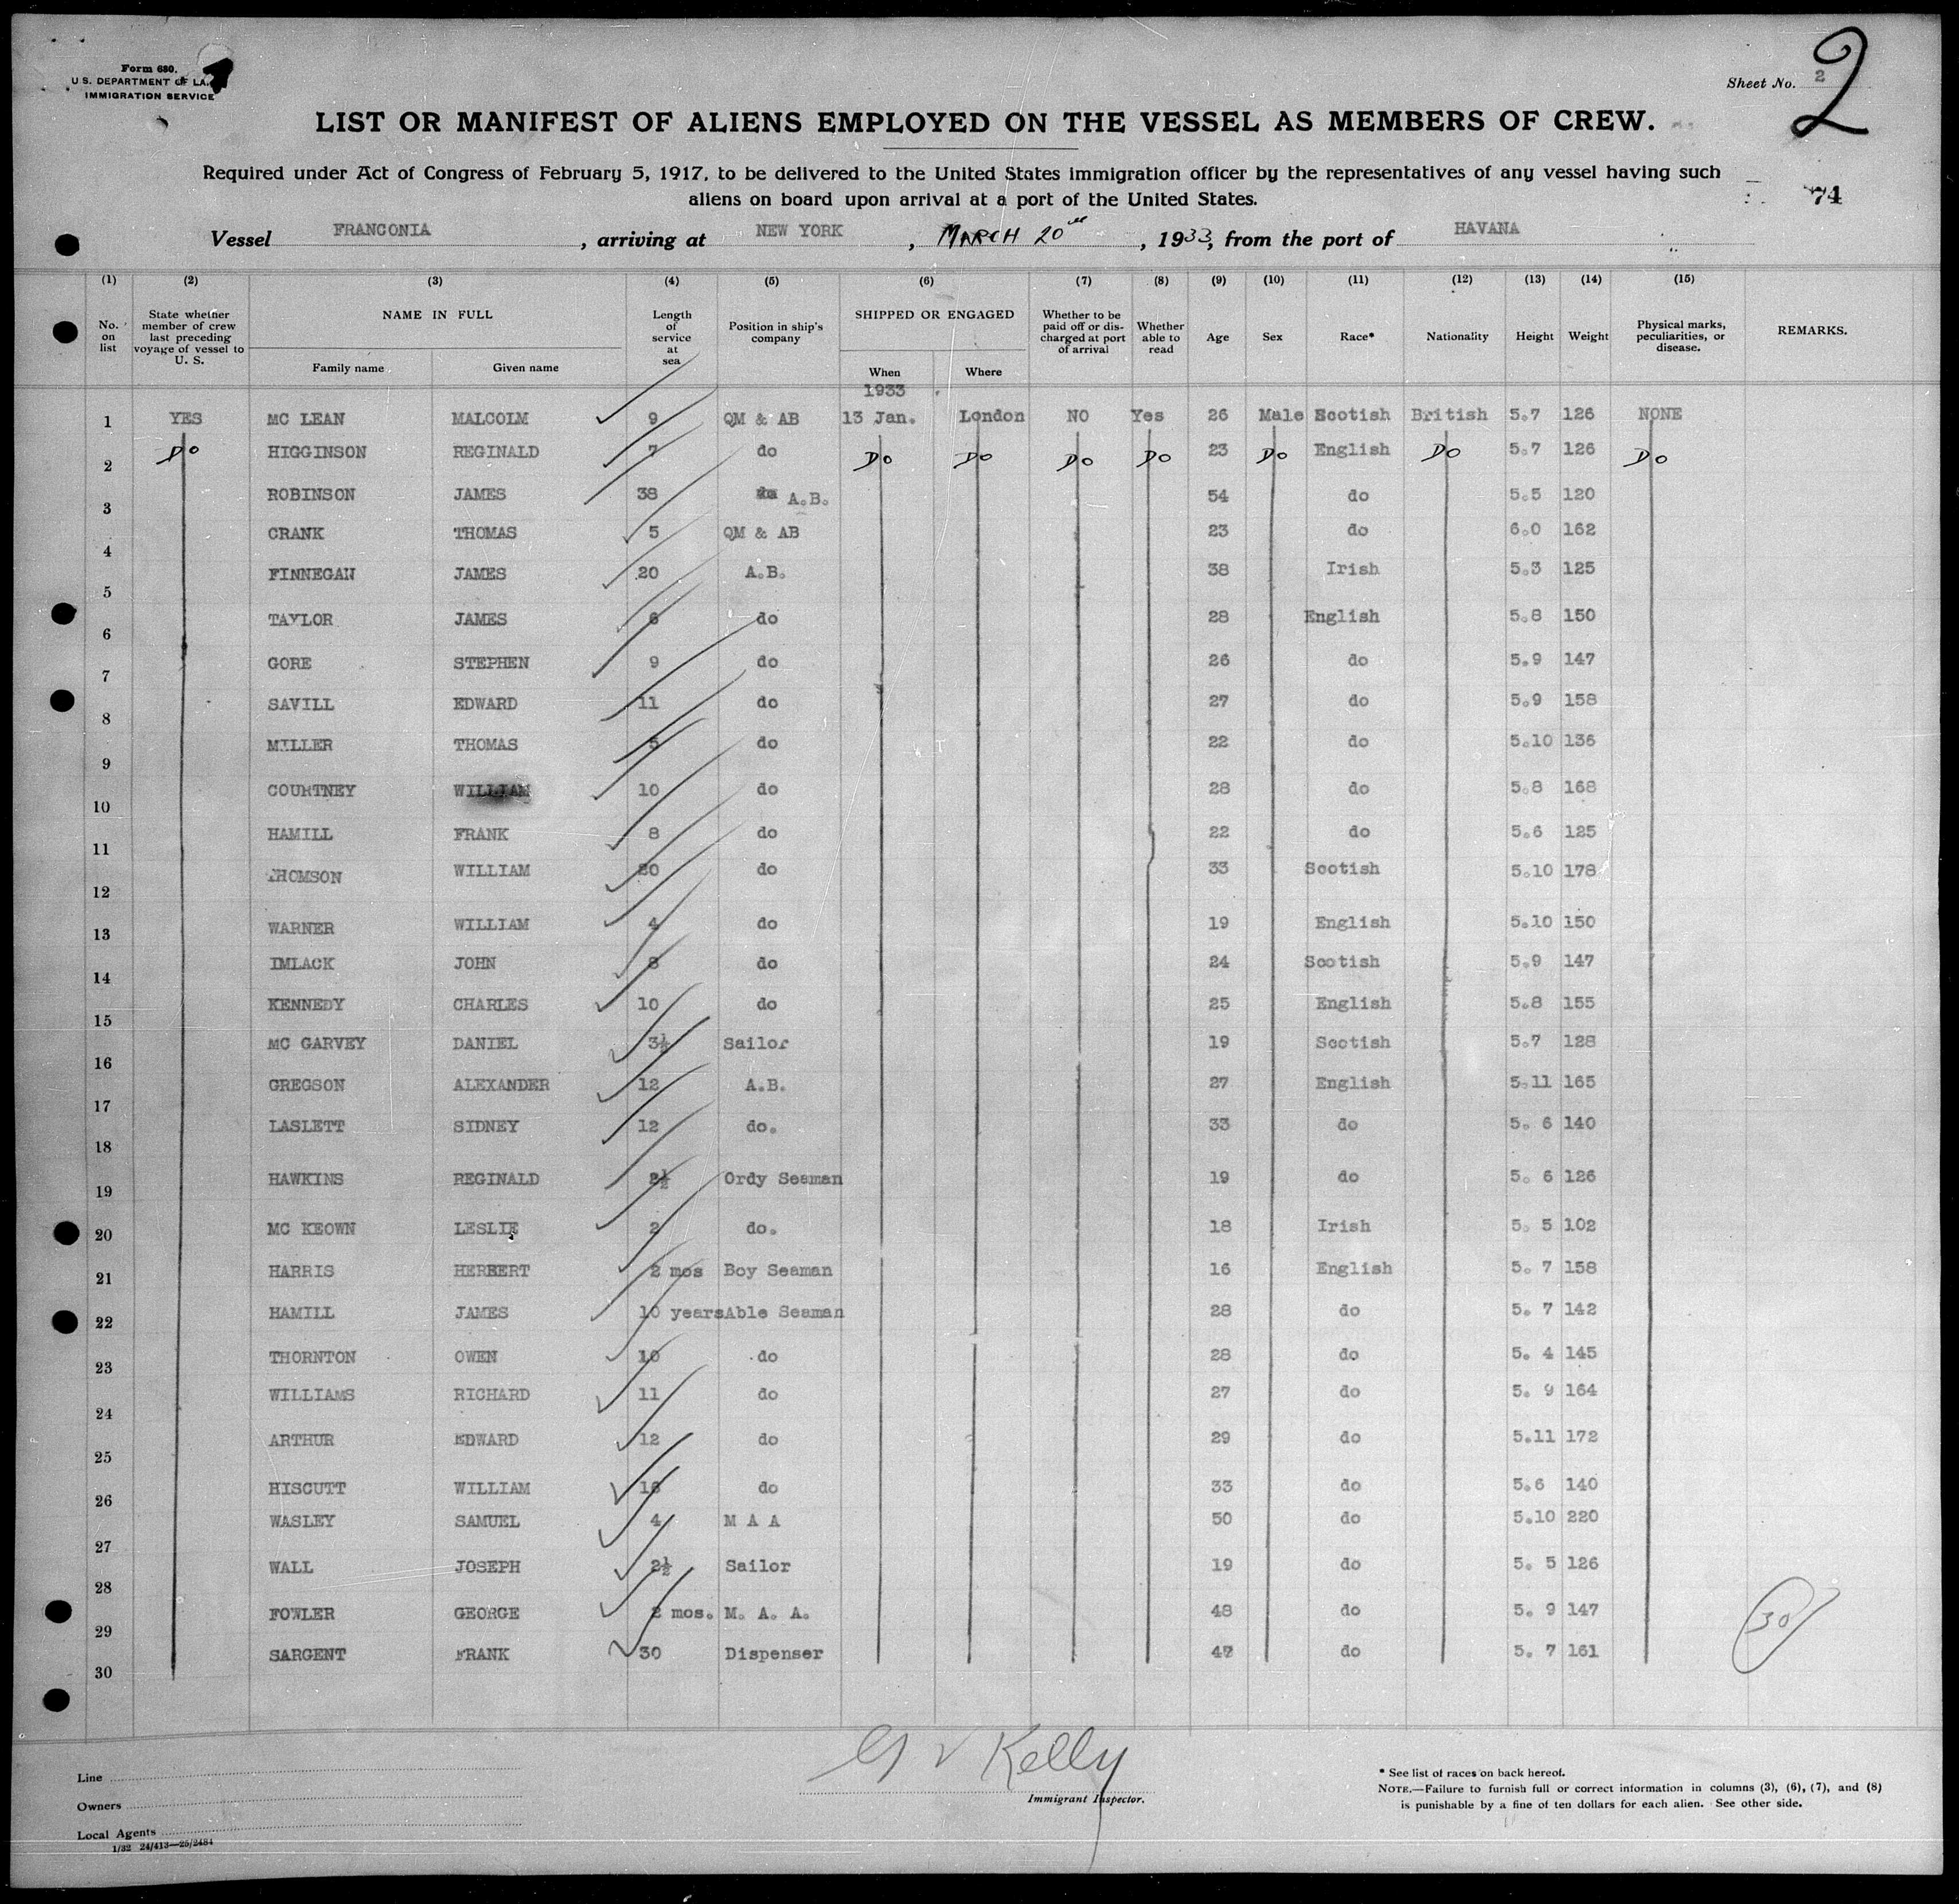 Form 680.
U. S. DEPARTMENT OF LA
IMMIGRATION SERVICE
Sheet No. 2
2
LIST OR MANIFEST OF ALIENS EMPLOYED ON THE VESSEL AS MEMBERS OF CREW.
Required under Act of Congress of February 5, 1917, to be delivered to the United States immigration officer by the representatives of any vessel having such
aliens on board upon arrival at a port of the United States.
74
Vessel FRANCONIA, arriving at NEW YORK, MARCH 20th, 1933, from the port of HAVANA
(1) (2) (3) (4) (5) (6) (7) (8) (9) (10) (11) (12) (13) (14) (15)
No. on list State whether member of crew last preceding voyage of vessel to U. S. NAME IN FULL Family name Given name Length of service at sea Position in ship's company SHIPPED OR ENGAGED When Where Whether to be paid off or discharged at port of arrival Whether able to read Age Sex Race* Nationality Height Weight Physical marks, peculiarities, or disease. REMARKS.
1933
1 YES MC LEAN MALCOLM 9 QM & AB 13 Jan. London NO Yes 26 Male Scotish British 5.7 126 NONE
2 DO HIGGINSON REGINALD 7 do DO DO DO DO 23 DO English DO 5.7 126 DO
3 ROBINSON JAMES 38 A.B. 54 do 5.5 120
4 CRANK THOMAS 5 QM & AB 23 do 6.0 162
5 FINNEGAN JAMES 20 A.B. 38 Irish 5.3 125
6 TAYLOR JAMES 6 do 28 English 5.8 150
7 GORE STEPHEN 9 do 26 do 5.9 147
8 SAVILL EDWARD 11 do 27 do 5.9 158
9 MILLER THOMAS 5 do 22 do 5.10 136
10 COURTNEY WILLIAM 10 do 28 do 5.8 168
11 HAMILL FRANK 8 do 22 do 5.6 125
12 THOMSON WILLIAM 20 do 33 Scotish 5.10 178
13 WARNER WILLIAM 4 do 19 English 5.10 150
14 IMLACK JOHN 8 do 24 Scotish 5.9 147
15 KENNEDY CHARLES 10 do 25 English 5.8 155
16 MC GARVEY DANIEL 3½ Sailor 19 Scotish 5.7 128
17 GREGSON ALEXANDER 12 A.B. 27 English 5.11 165
18 LASLETT SIDNEY 12 do. 33 do 5. 6 140
19 HAWKINS REGINALD 2½ Ordy Seaman 19 do 5. 6 126
20 MC KEOWN LESLIE 2 do. 18 Irish 5. 5 102
21 HARRIS HERBERT 2 mos Boy Seaman 16 English 5. 7 158
22 HAMILL JAMES 10 years Able Seaman 28 do 5. 7 142
23 THORNTON OWEN 10 do 28 do 5. 4 145
24 WILLIAMS RICHARD 11 do 27 do 5. 9 164
25 ARTHUR EDWARD 12 do 29 do 5.11 172
26 HISCUTT WILLIAM do 33 do 5.6 140
27 WASLEY SAMUEL 4 M A A 50 do 5.10 220
28 WALL JOSEPH 2½ Sailor 19 do 5. 5 126
29 FOWLER GEORGE 2 mos. M. A. A. 48 do 5. 9 147
30 SARGENT FRANK 30 Dispenser 47 do 5. 7 161
30
Kelly
Immigrant Inspector.
Line
Owners
Local Agents
1/32 24/413—25/2484
* See list of races on back hereof.
NOTE.—Failure to furnish full or correct information in columns (3), (6), (7), and (8)
is punishable by a fine of ten dollars for each alien. See other side.